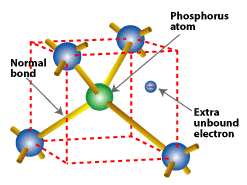 Phosphorus
atom
Normal
bond
Extra
unbound
electron